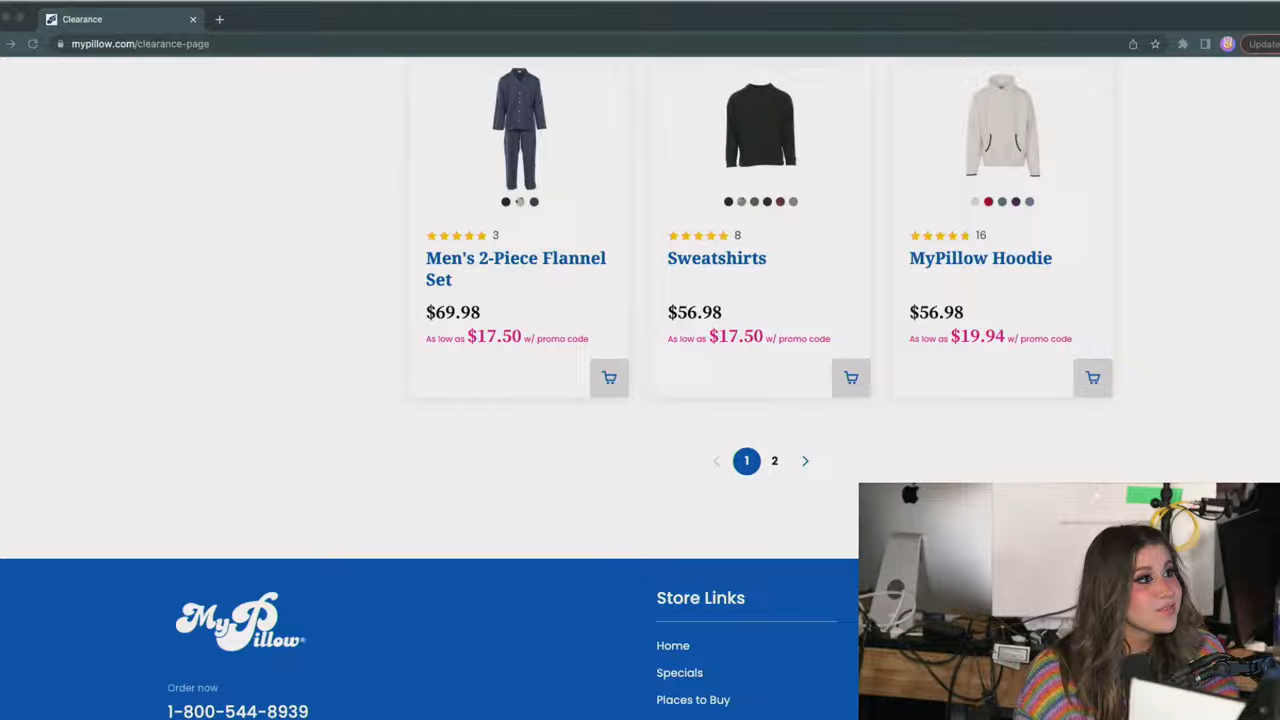 Clearance
mypillow.com/clearance-page
Update
3
8
16
Men's 2-Piece Flannel
Set
Sweatshirts
MyPillow Hoodie
$69.98
$56.98
$56.98
As low as $17.50 w/ promo code
As low as $17.50 w/ promo code
As low as $19.94 w/ promo code
1
2
MyPillow®
Store Links
Home
Specials
Places to Buy
Order now
1-800-544-8939